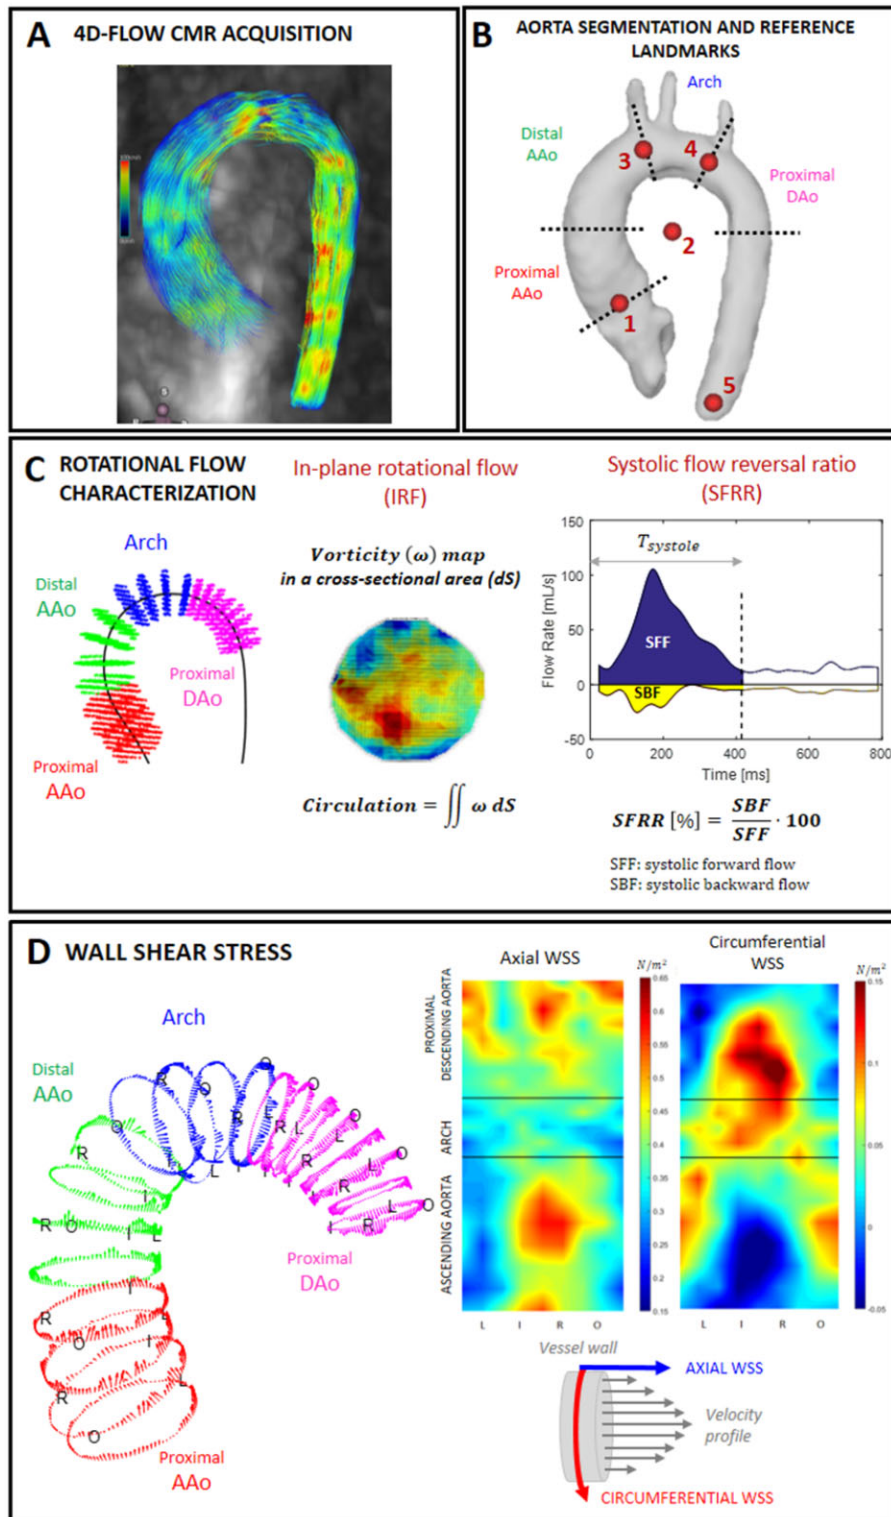 A 4D-FLOW CMR ACQUISITION
B AORTA SEGMENTATION AND REFERENCE
LANDMARKS
Arch
Distal
AAo
3
4
Proximal
DAo
2
Proximal
AAo
1
5
C ROTATIONAL FLOW
CHARACTERIZATION
Arch
Distal
AAo
Proximal
DAo
Proximal
AAo
In-plane rotational flow
(IRF)
Vorticity (ω) map
in a cross-sectional area (dS)
Circulation = ∬ ω dS
Systolic flow reversal ratio
(SFRR)
150
100
50
0
-50
Flow Rate [mL/s]
T systole
SFF
SBF
0 200 400 600 800
Time [ms]
SFRR [%] = SBF / SFF · 100
SFF: systolic forward flow
SBF: systolic backward flow
D WALL SHEAR STRESS
Arch
Distal
AAo
Proximal
DAo
Proximal
AAo
Axial WSS
N/m²
0.65
0.6
0.55
0.5
0.45
0.4
0.35
0.3
0.25
0.2
0.15
Circumferential
WSS
N/m²
0.15
0.1
0.05
0
-0.05
PROXIMAL
DESCENDING AORTA
ARCH
ASCENDING AORTA
L I R O
L I R O
Vessel wall
AXIAL WSS
Velocity
profile
CIRCUMFERENTIAL WSS